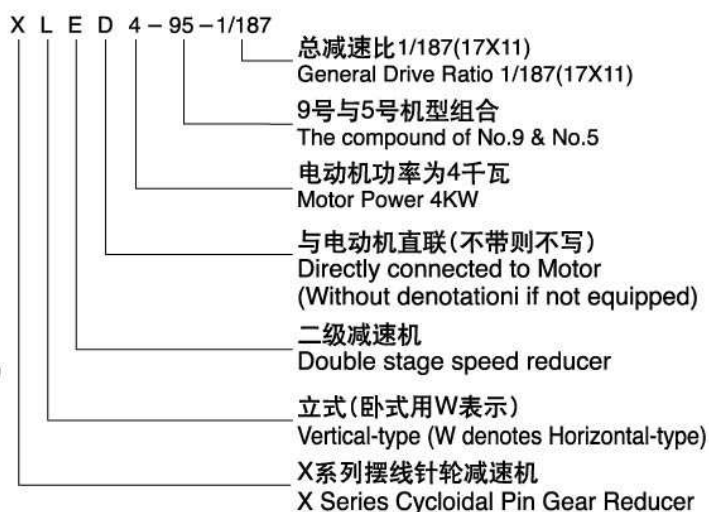 X L E D 4 – 95 – 1/187
总减速比1/187(17X11)
General Drive Ratio 1/187(17X11)
9号与5号机型组合
The compound of No.9 & No.5
电动机功率为4千瓦
Motor Power 4KW
与电动机直联(不带则不写)
Directly connected to Motor
(Without denotationi if not equipped)
二级减速机
Double stage speed reducer
立式(卧式用W表示)
Vertical-type (W denotes Horizontal-type)
X系列摆线针轮减速机
X Series Cycloidal Pin Gear Reducer